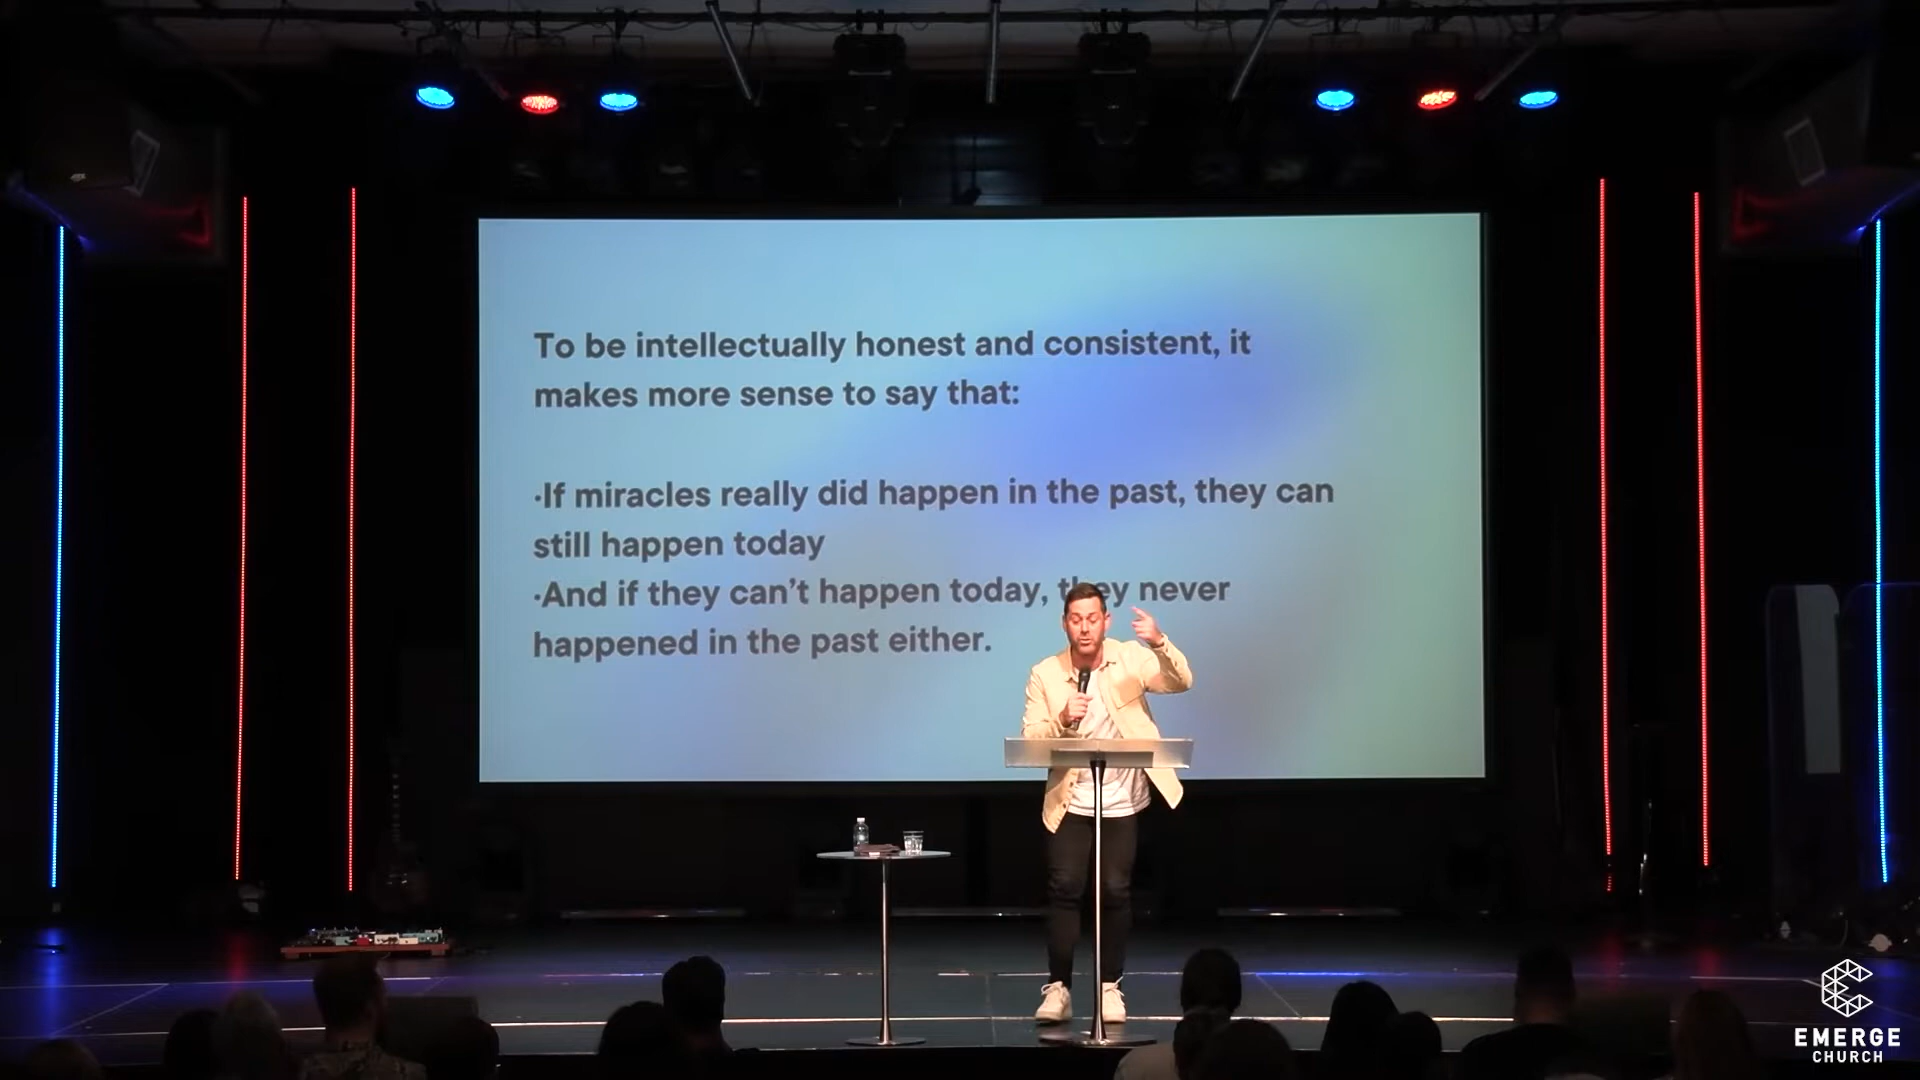 To be intellectually honest and consistent, it
makes more sense to say that:
·If miracles really did happen in the past, they can
still happen today
·And if they can't happen today, they never
happened in the past either.
EMERGE
CHURCH